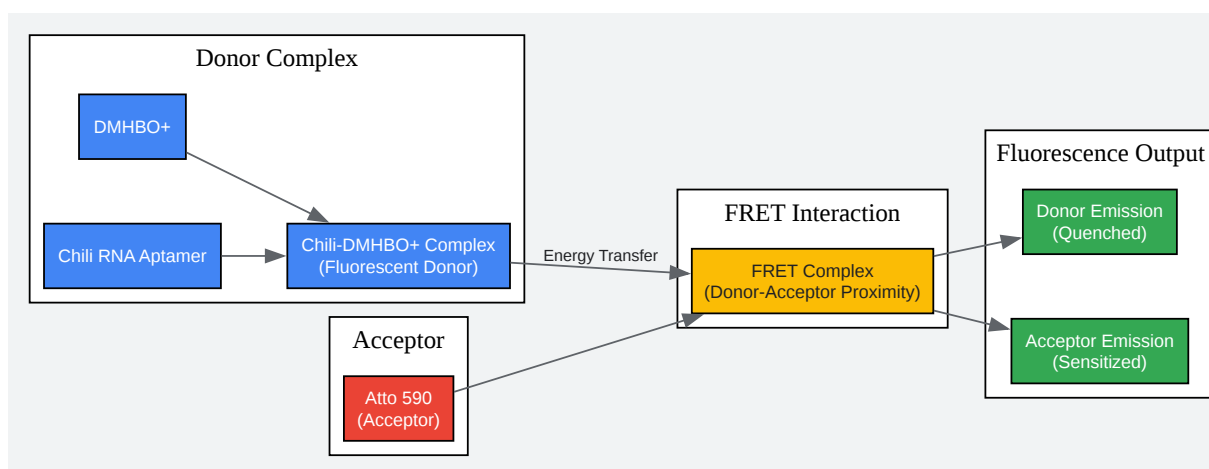 Donor Complex
DMHBO+
Chili RNA Aptamer
Chili-DMHBO+ Complex
(Fluorescent Donor)
Energy Transfer
Acceptor
Atto 590
(Acceptor)
FRET Interaction
FRET Complex
(Donor-Acceptor Proximity)
Fluorescence Output
Donor Emission
(Quenched)
Acceptor Emission
(Sensitized)